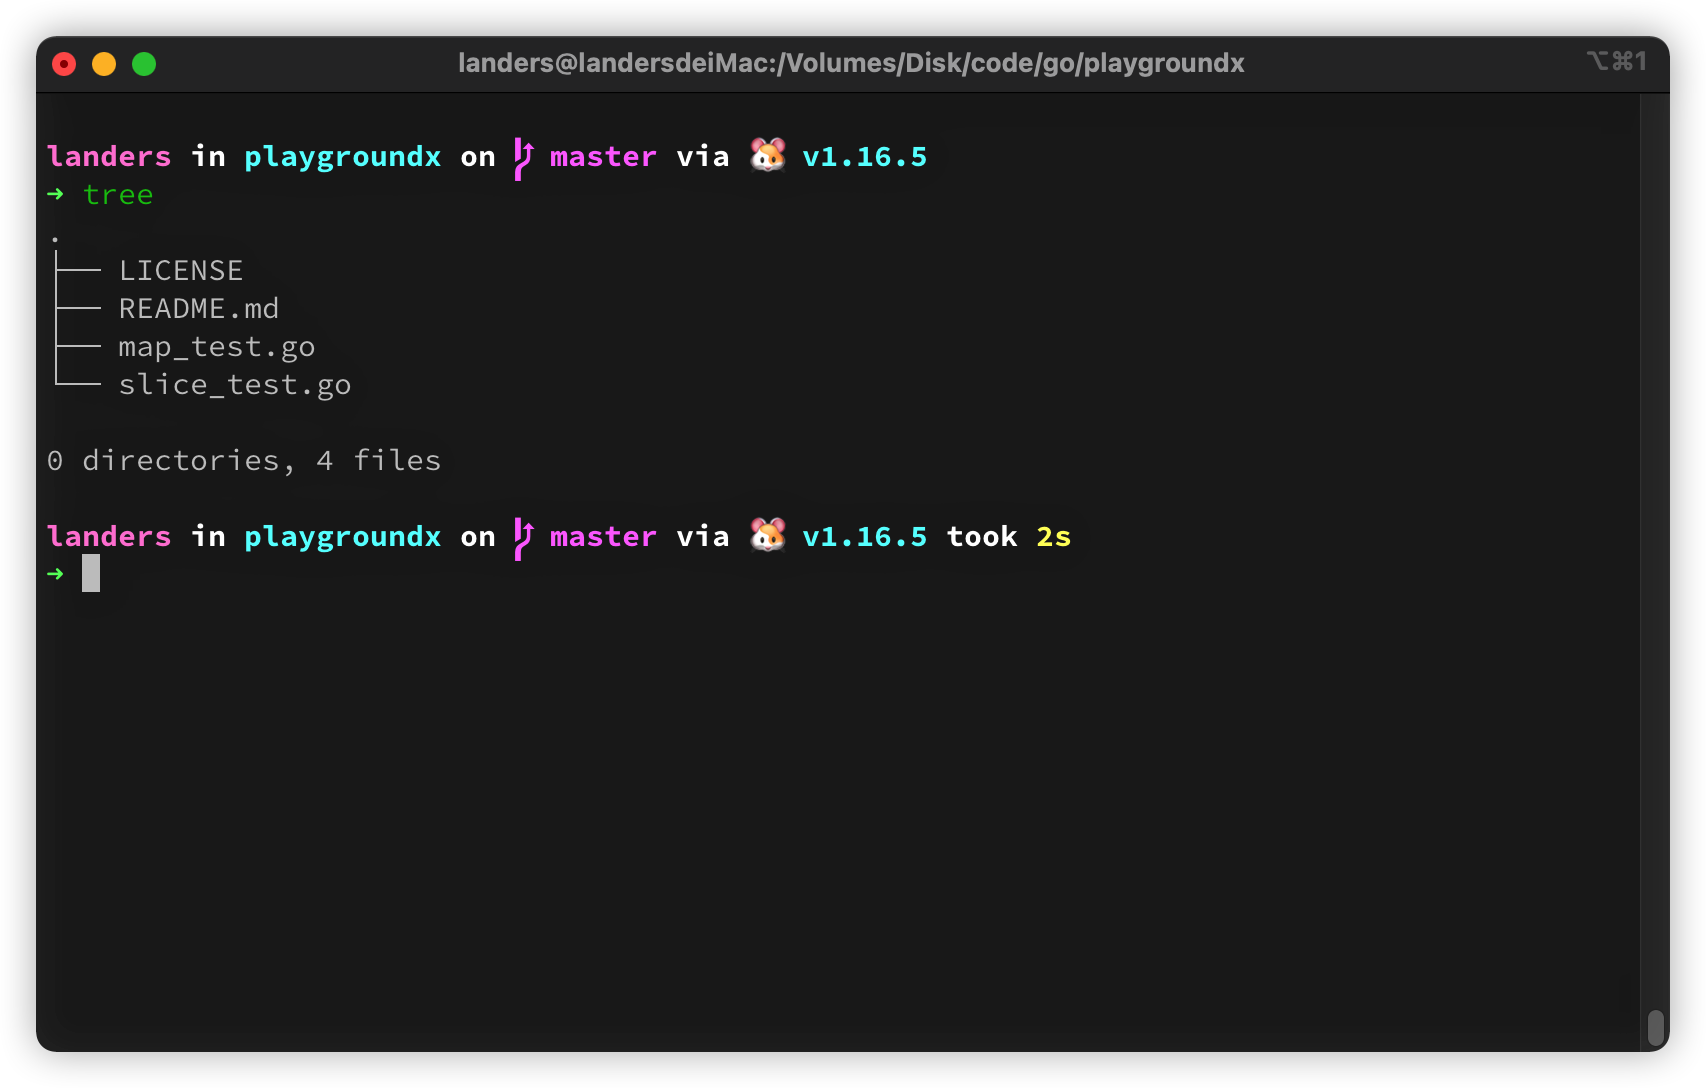 landers@landersdeiMac:/Volumes/Disk/code/go/playgroundx ⌥⌘1
landers in playgroundx on master via 🐹 v1.16.5
➜ tree
.
├── LICENSE
├── README.md
├── map_test.go
└── slice_test.go
0 directories, 4 files
landers in playgroundx on master via 🐹 v1.16.5 took 2s
➜